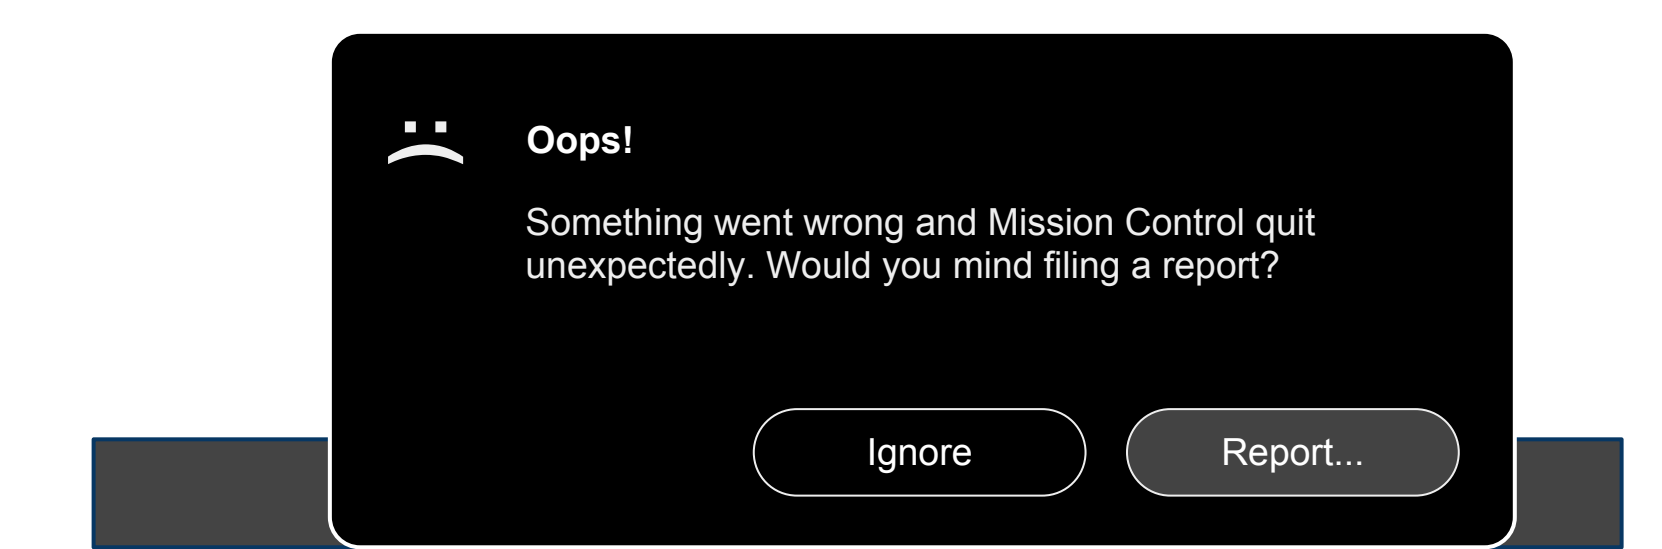 Oops!
Something went wrong and Mission Control quit
unexpectedly. Would you mind filing a report?
Ignore
Report...